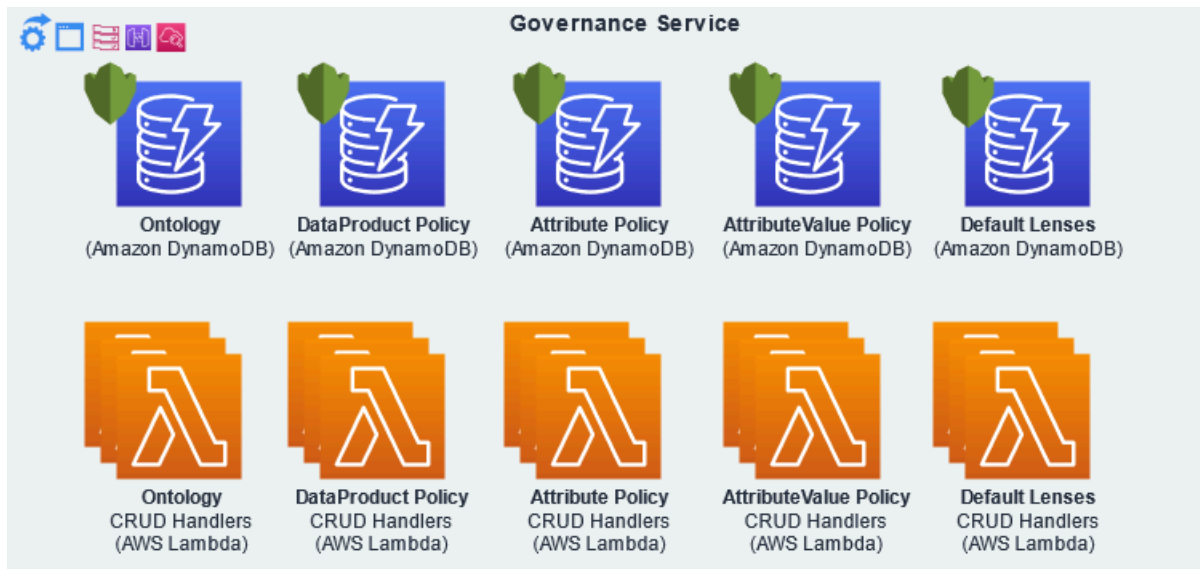 Governance Service
Ontology
(Amazon DynamoDB)
DataProduct Policy
(Amazon DynamoDB)
Attribute Policy
(Amazon DynamoDB)
AttributeValue Policy
(Amazon DynamoDB)
Default Lenses
(Amazon DynamoDB)
Ontology
CRUD Handlers
(AWS Lambda)
DataProduct Policy
CRUD Handlers
(AWS Lambda)
Attribute Policy
CRUD Handlers
(AWS Lambda)
AttributeValue Policy
CRUD Handlers
(AWS Lambda)
Default Lenses
CRUD Handlers
(AWS Lambda)